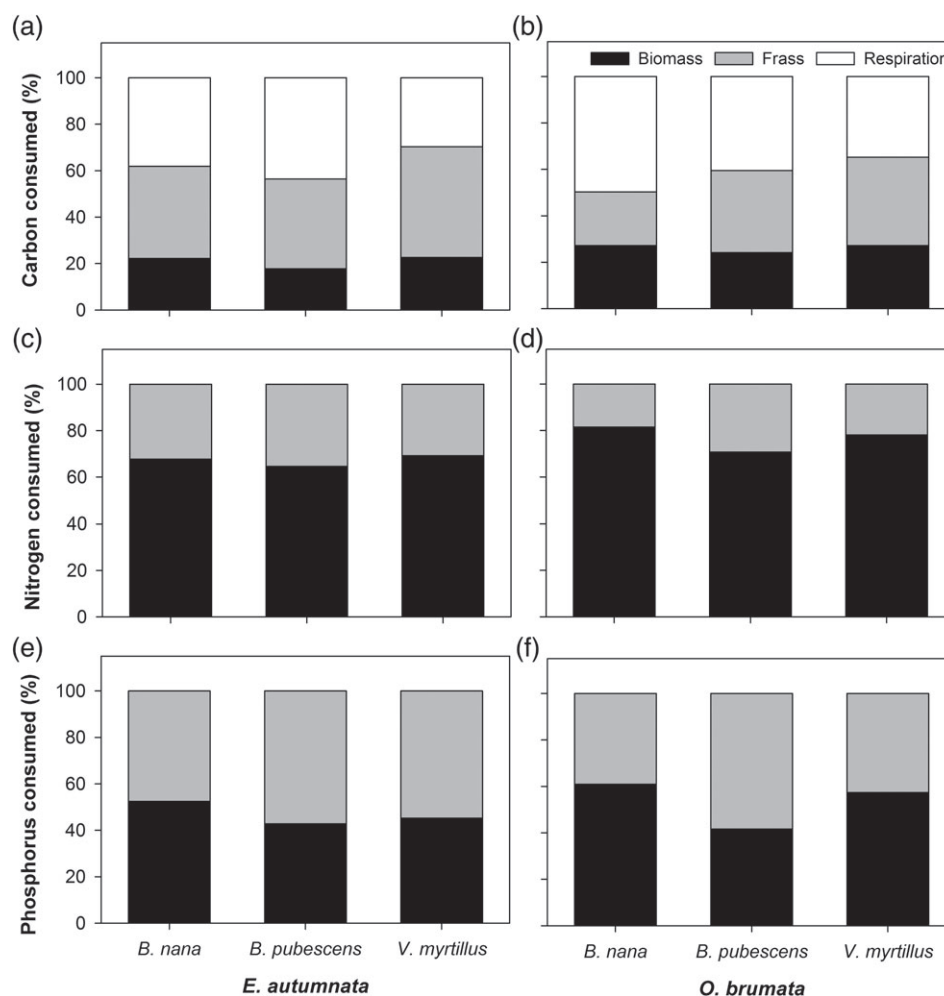 (a)
(b)
Biomass Frass Respiration
Carbon consumed (%)
100
80
60
40
20
0
(c)
(d)
Nitrogen consumed (%)
100
80
60
40
20
0
(e)
(f)
Phosphorus consumed (%)
100
80
60
40
20
0
B. nana B. pubescens V. myrtillus
B. nana B. pubescens V. myrtillus
E. autumnata
O. brumata